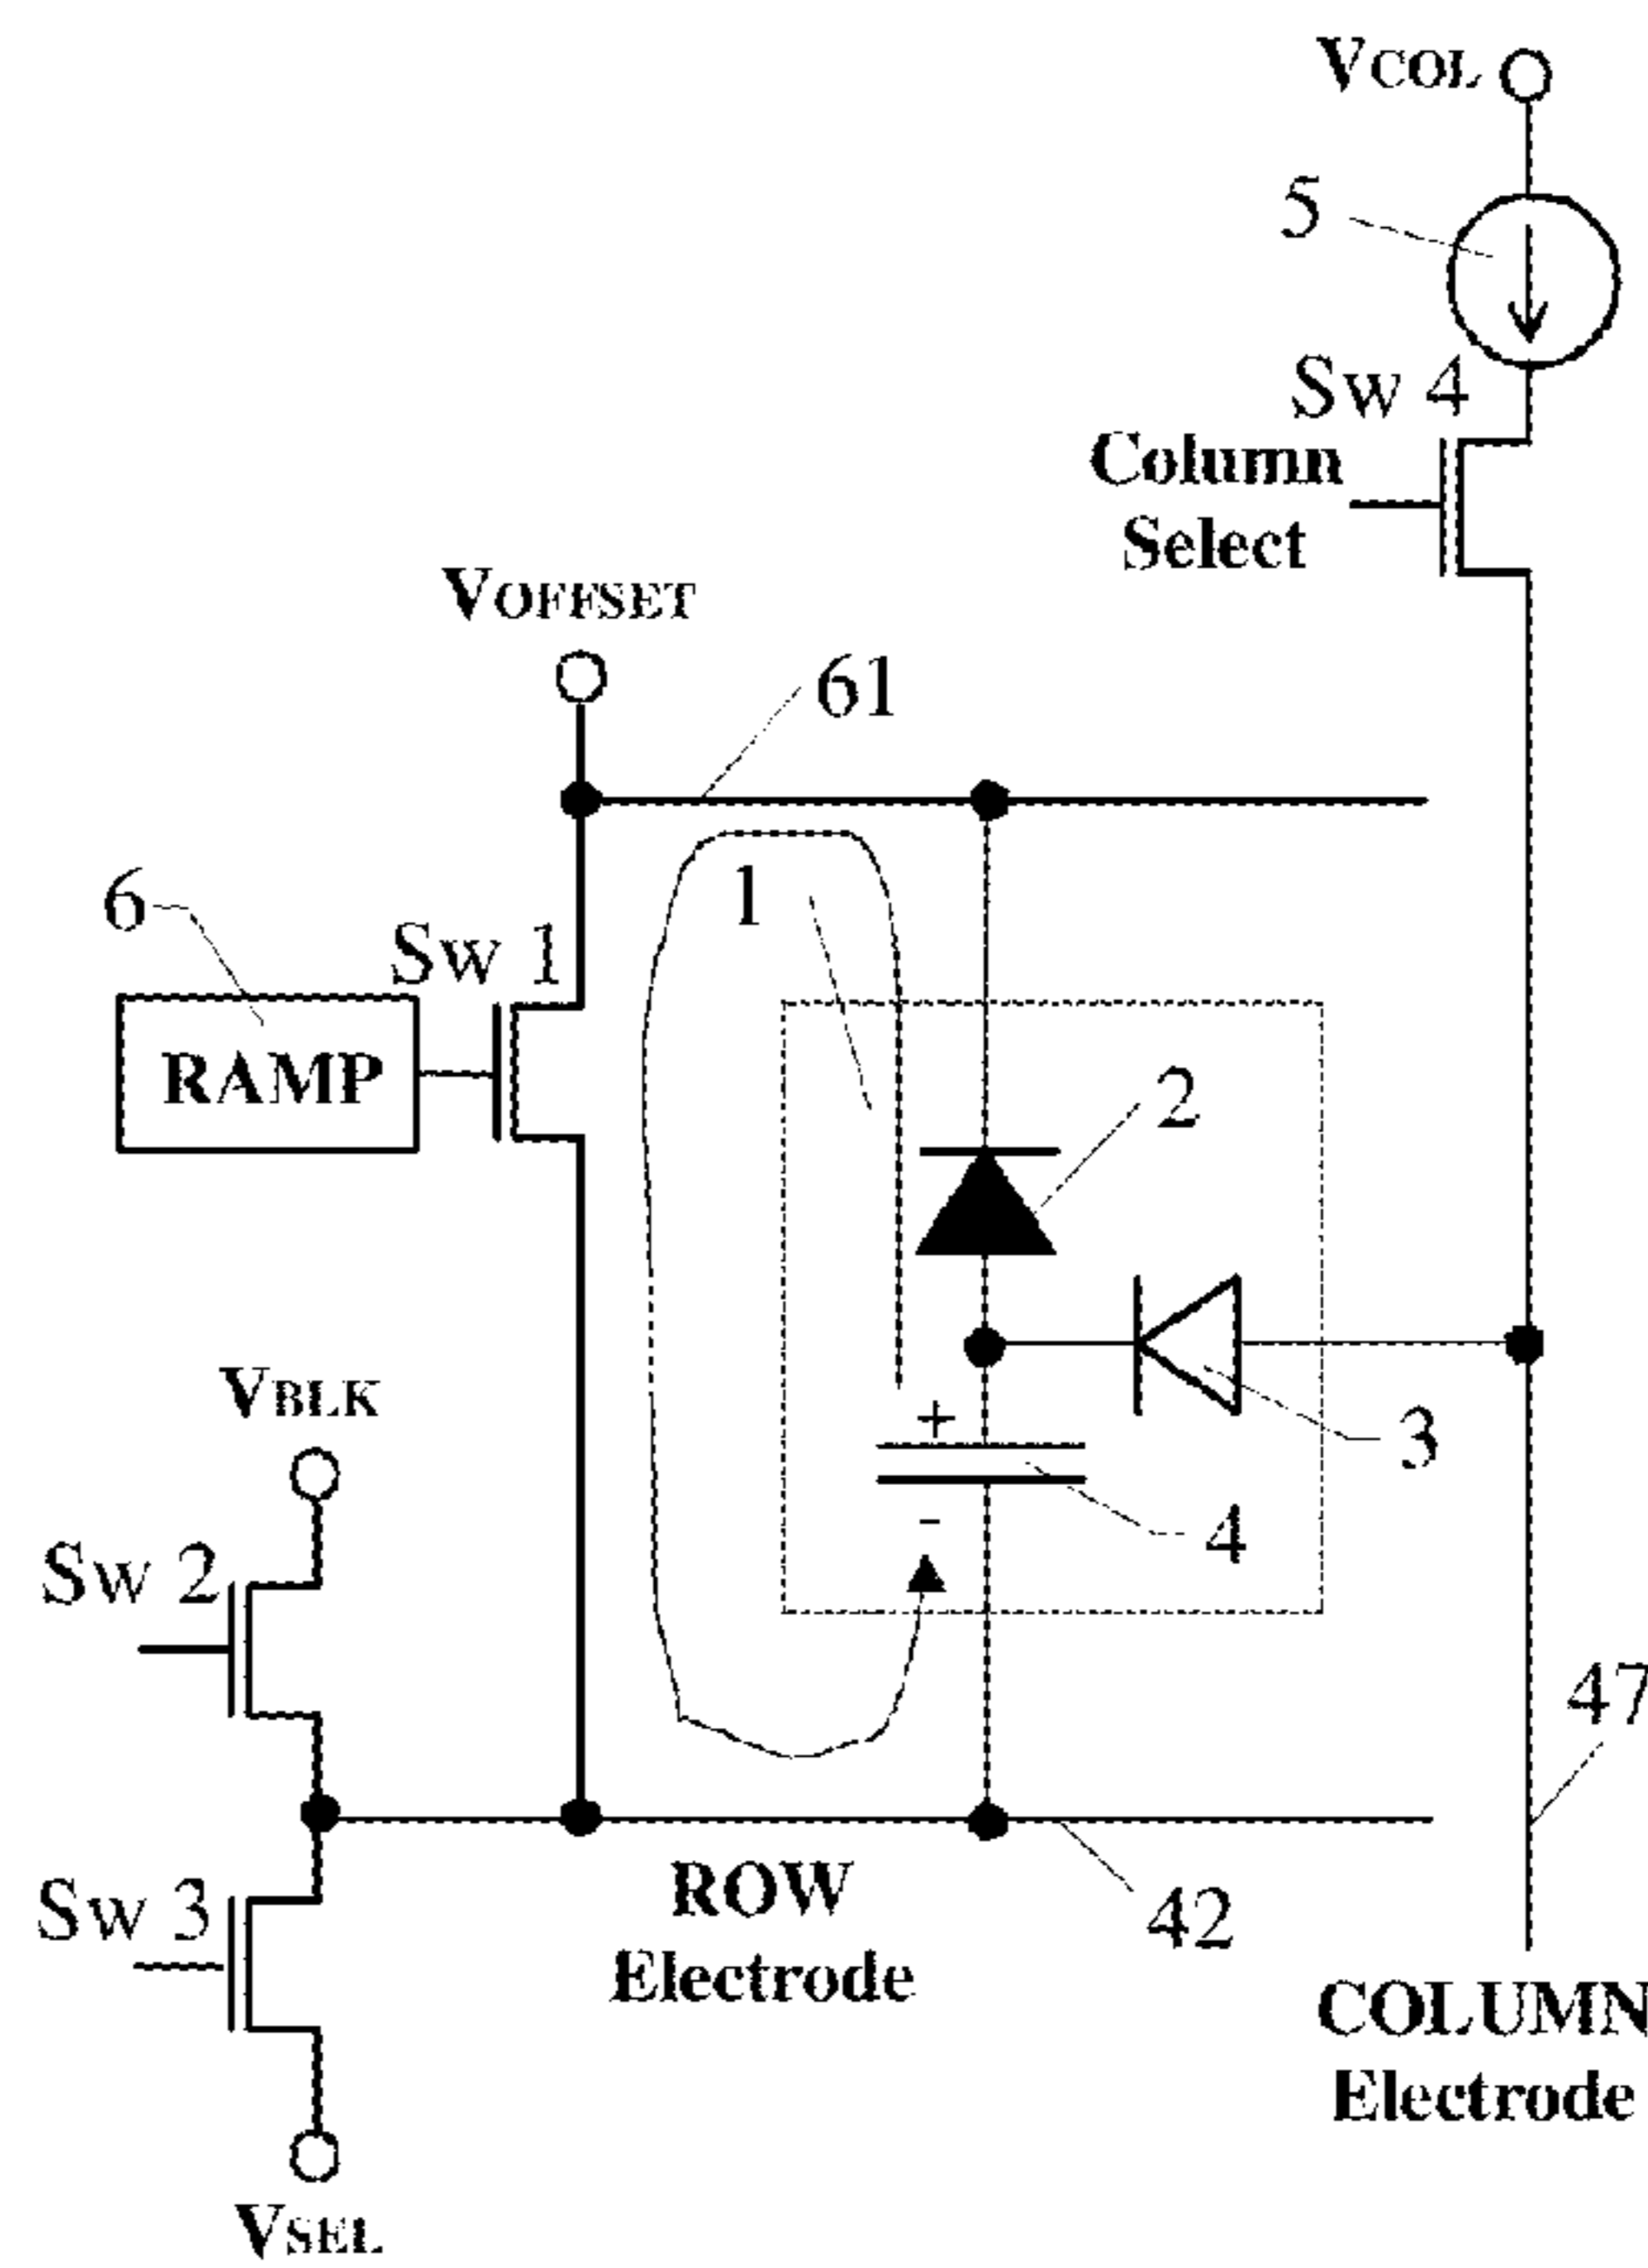 VCOL
5
Sw 4
Column
Select
VOFFSET
61
6
Sw 1
1
RAMP
2
+
3
VBLK
-
4
Sw 2
47
Sw 3
ROW
Electrode
42
COLUMN
Electrode
VSEL